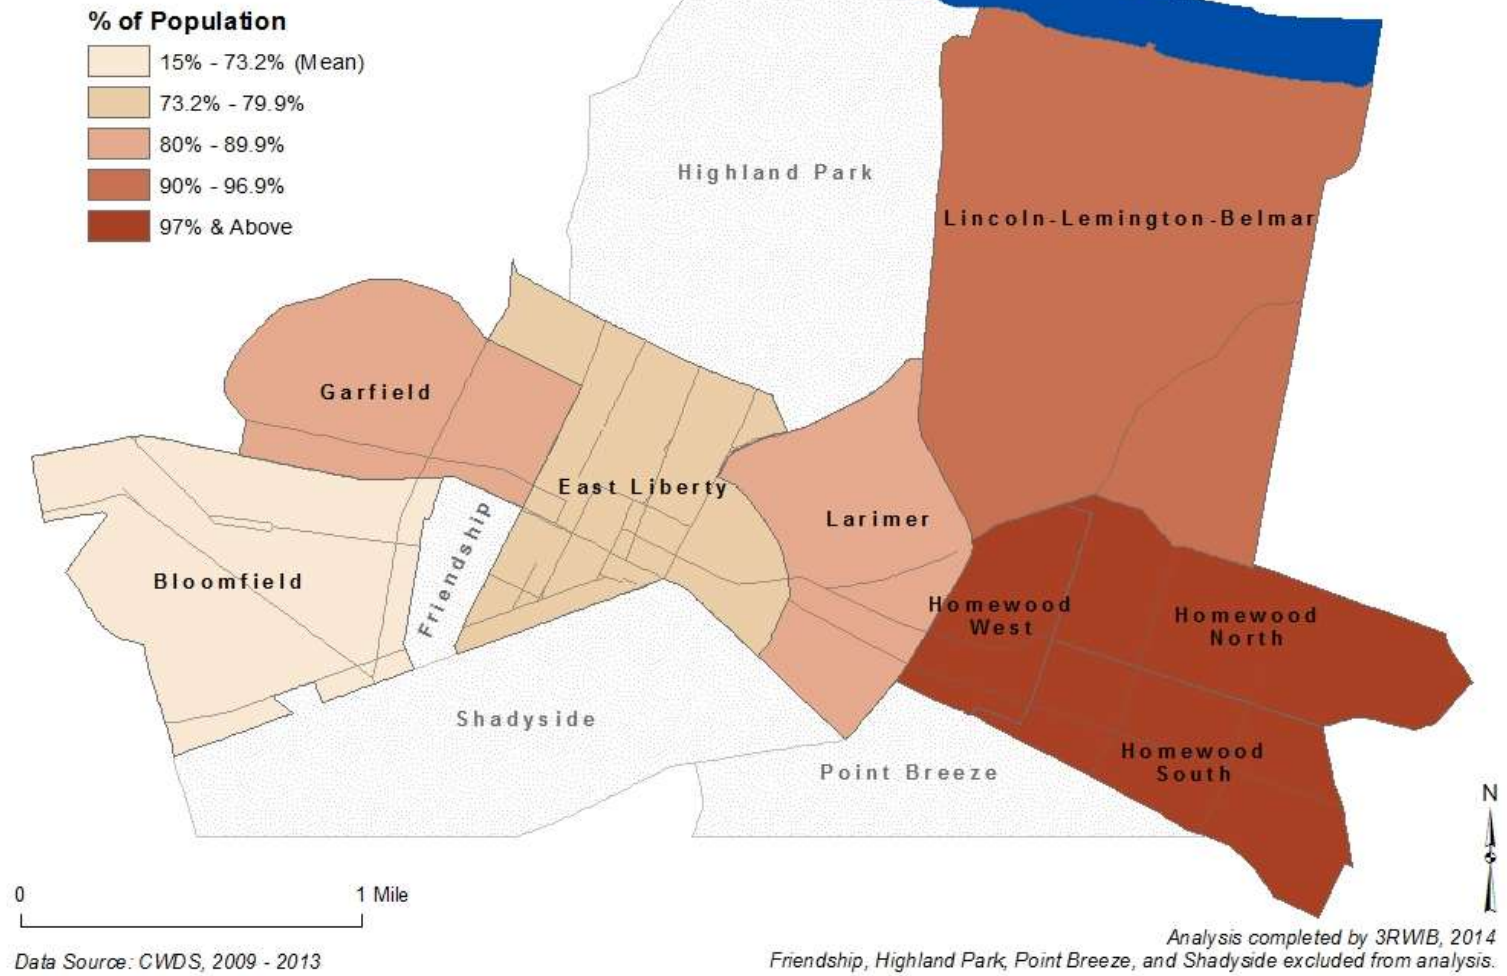 % of Population
15% - 73.2% (Mean)
73.2% - 79.9%
80% - 89.9%
90% - 96.9%
97% & Above
Highland Park
Lincoln-Lemington-Belmar
Garfield
East Liberty
Larimer
Friendship
Bloomfield
Homewood
West
Homewood
North
Shadyside
Homewood
South
Point Breeze
N
0 1 Mile
Analysis completed by 3RWIB, 2014
Data Source: CWDS, 2009 - 2013
Friendship, Highland Park, Point Breeze, and Shadyside excluded from analysis.